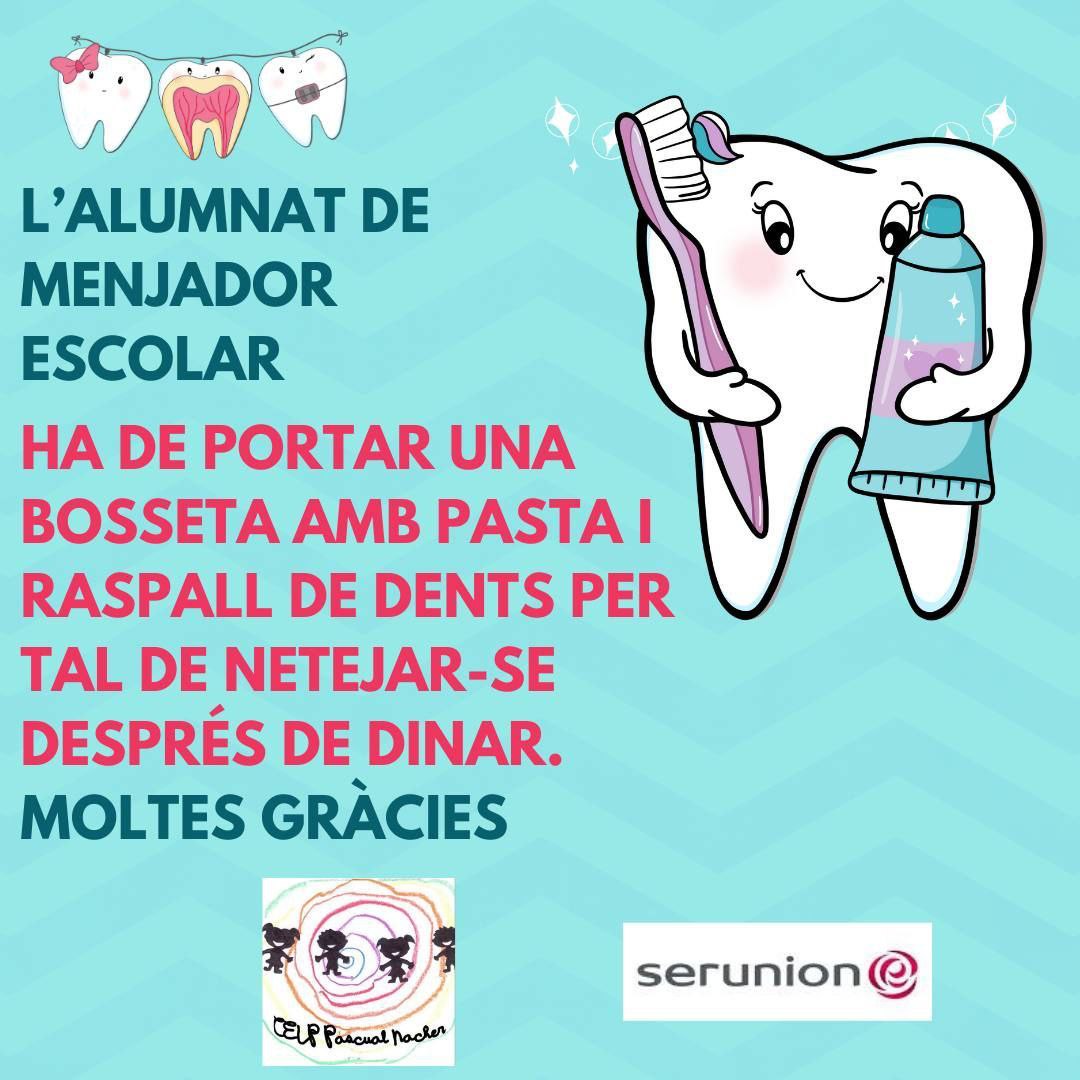 L’ALUMNAT DE
MENJADOR
ESCOLAR
HA DE PORTAR UNA
BOSSETA AMB PASTA I
RASPALL DE DENTS PER
TAL DE NETEJAR-SE
DESPRÉS DE DINAR.
MOLTES GRÀCIES
CEIP Pascual Nacher
serunion